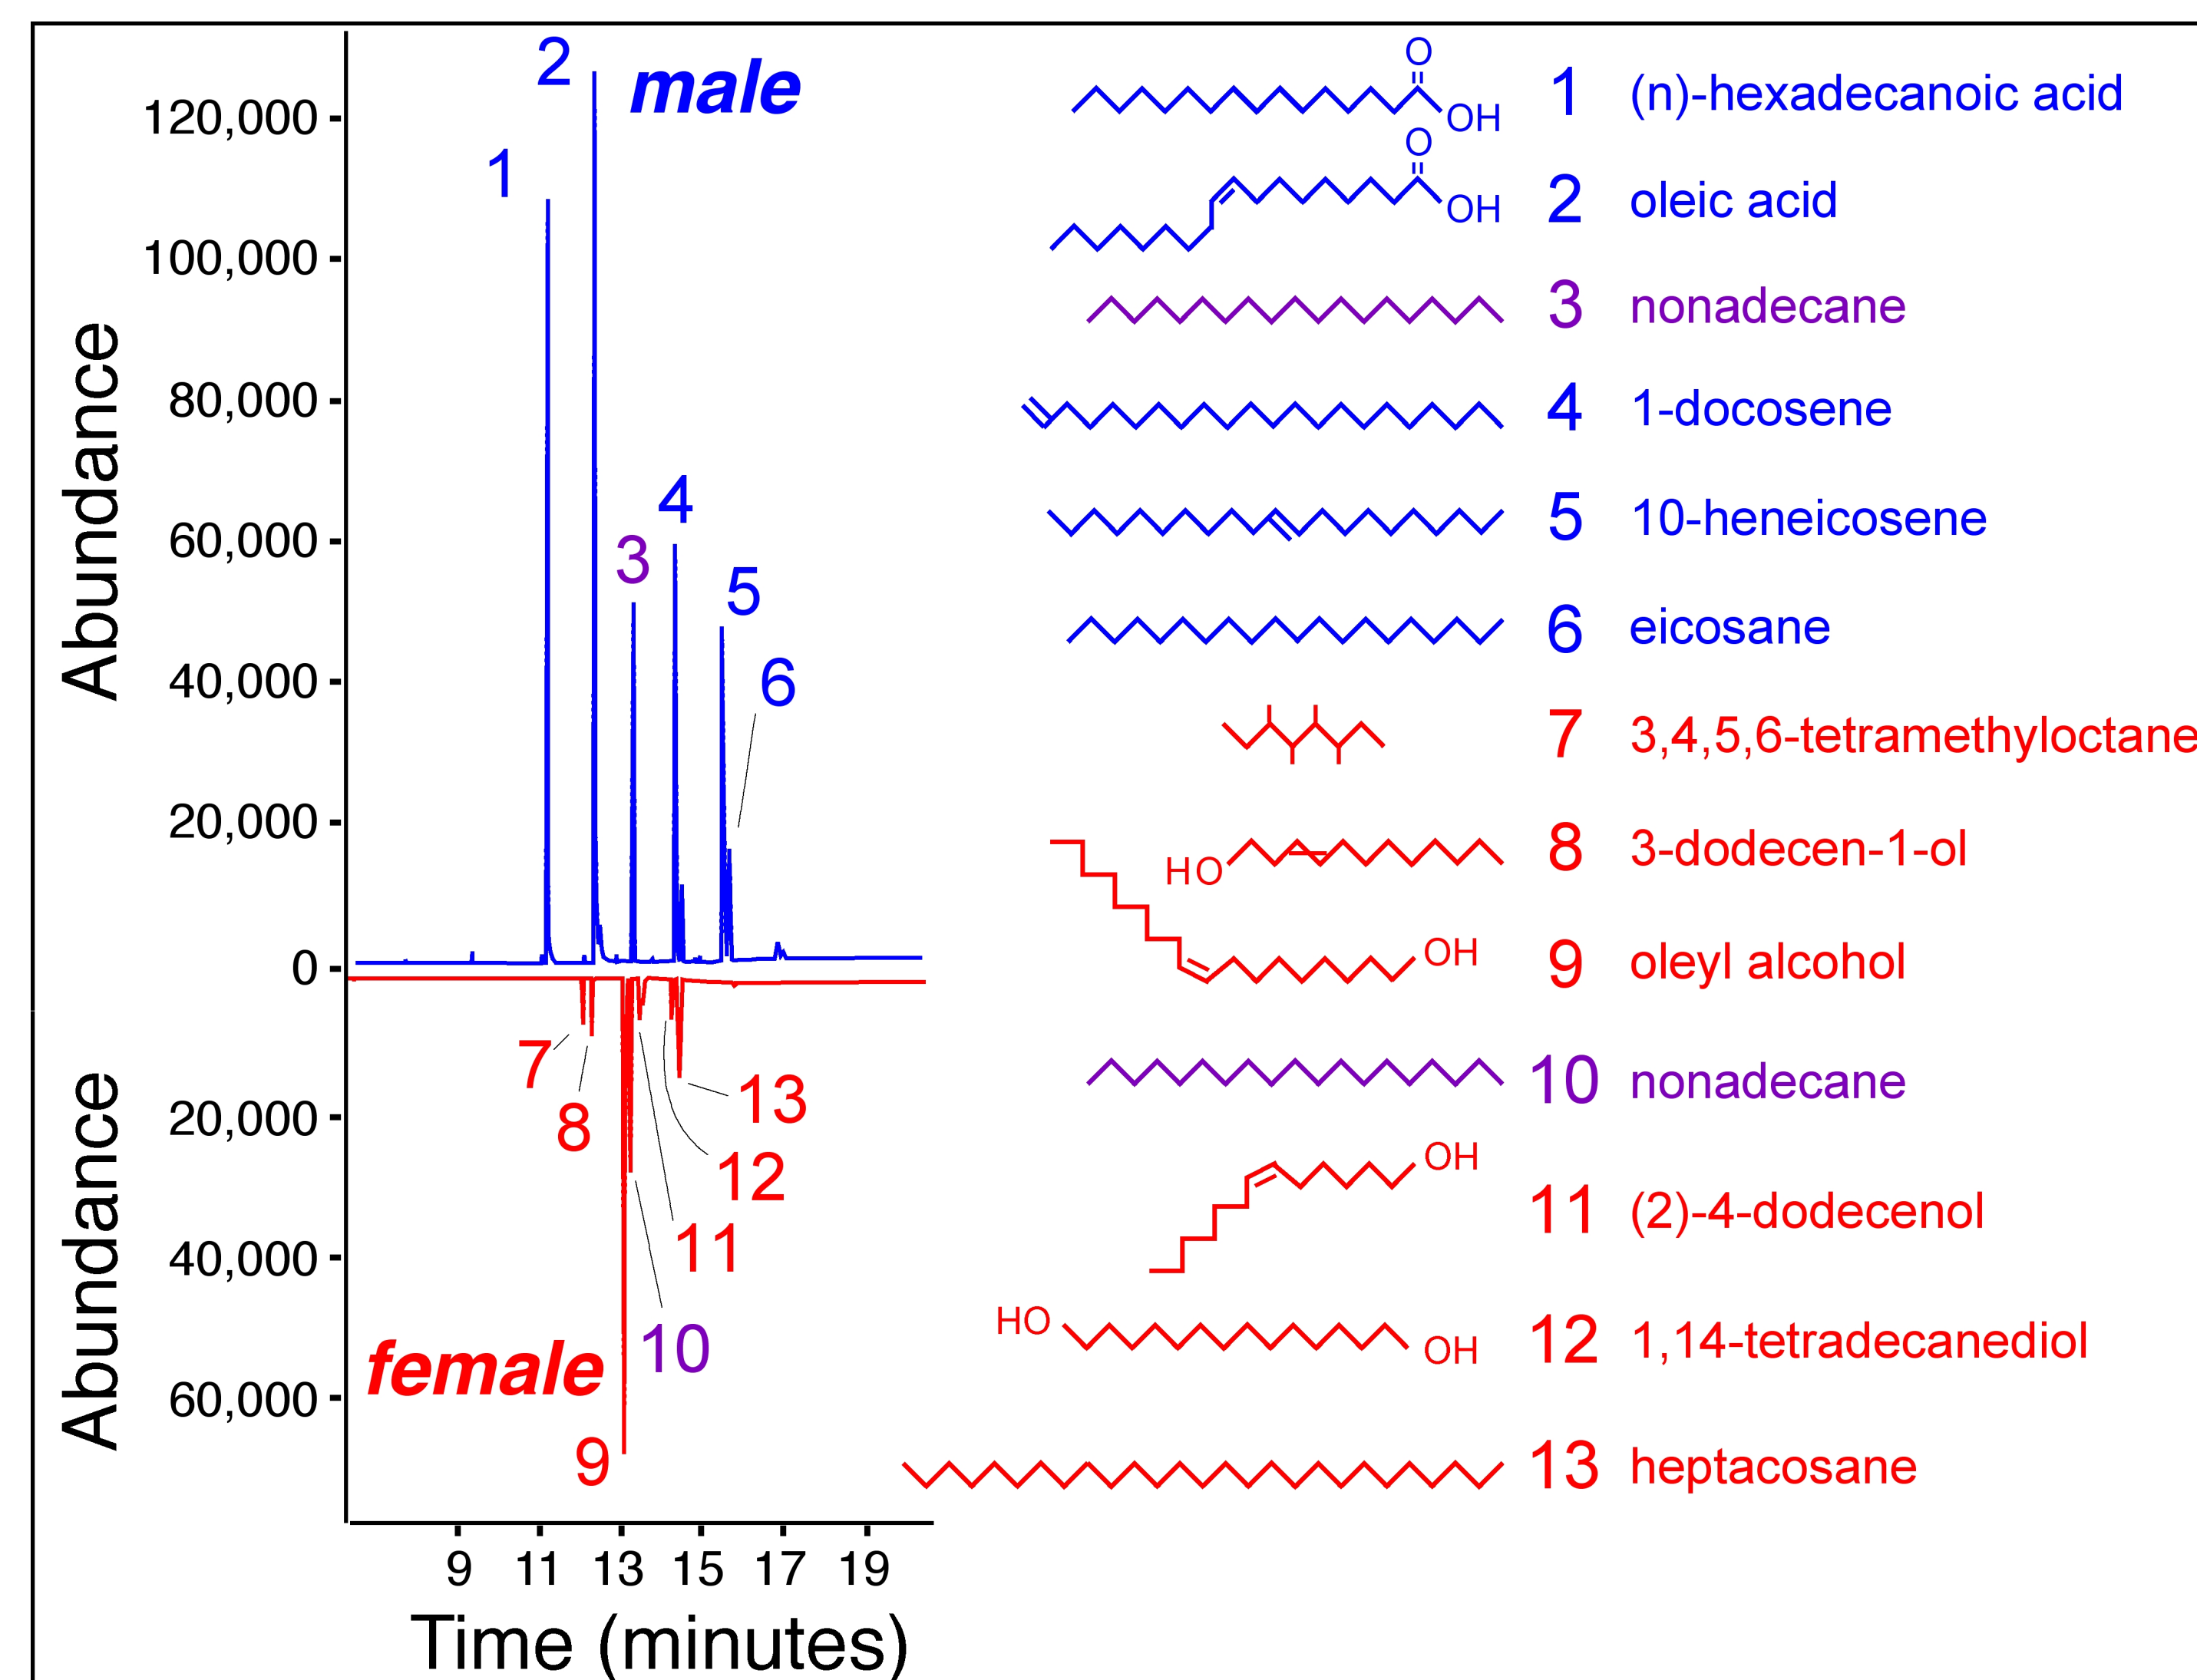 male
female
Abundance
120,000
100,000
80,000
60,000
40,000
20,000
0
Abundance
20,000
40,000
60,000
9 11 13 15 17 19
Time (minutes)
1
2
3
4
5
6
7
8
9
10
11
12
13
O
OH
1 (n)-hexadecanoic acid
O
OH
2 oleic acid
3 nonadecane
4 1-docosene
5 10-heneicosene
6 eicosane
7 3,4,5,6-tetramethyloctane
HO
8 3-dodecen-1-ol
OH
9 oleyl alcohol
10 nonadecane
OH
11 (2)-4-dodecenol
HO
OH
12 1,14-tetradecanediol
13 heptacosane